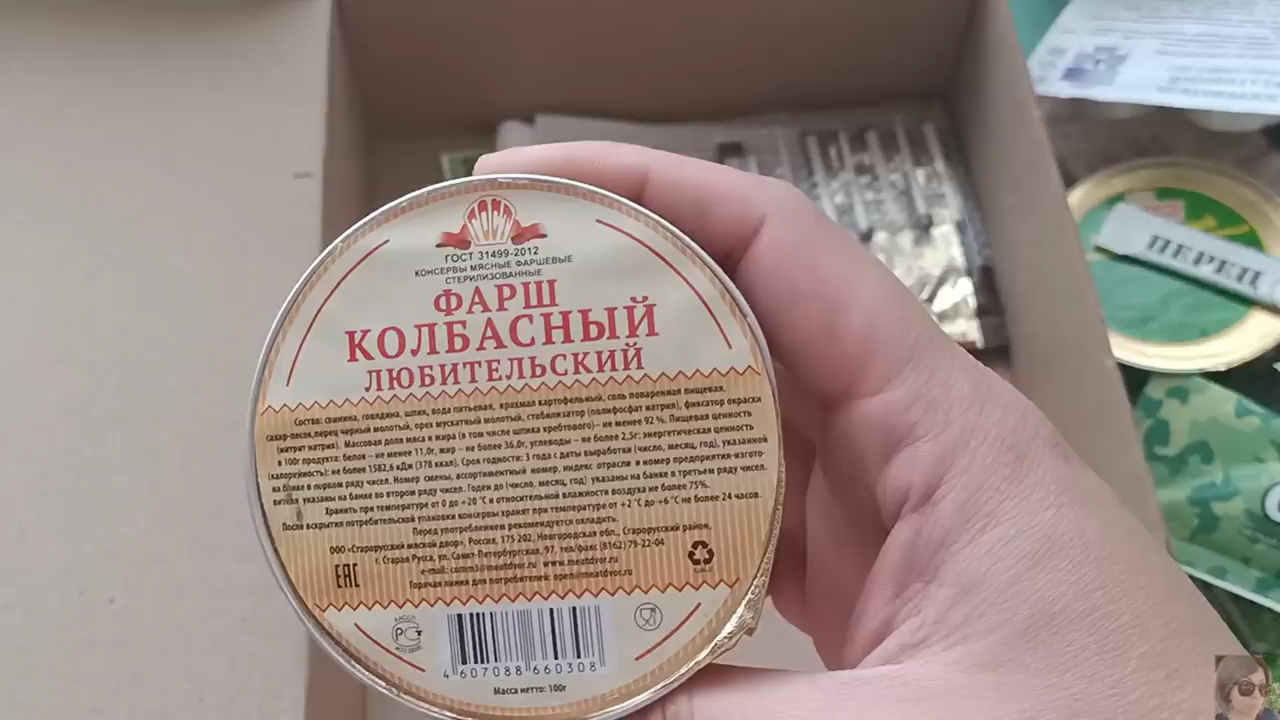 ГОСТ
ГОСТ 31499-2012
КОНСЕРВЫ МЯСНЫЕ ФАРШЕВЫЕ
СТЕРИЛИЗОВАННЫЕ
ФАРШ
КОЛБАСНЫЙ
ЛЮБИТЕЛЬСКИЙ
Состав: свинина, говядина, шпик, вода питьевая, крахмал картофельный, соль поваренная пищевая,
сахар-песок,перец черный молотый, орех мускатный молотый, стабилизатор (полифосфат натрия), фиксатор окраски
(нитрит натрия). Массовая доля мяса и жира (в том числе шпика хребтового)– не менее 92 %. Пищевая ценность
в 100г продукта: белок – не менее 11,0г, жир – не более 36,0г, углеводы – не более 2,5г: энергетическая ценность
(калорийность): не более 1582,6 кДж (378 ккал). Срок годности: 3 года с даты выработки (число, месяц, год), указанной
на банке в первом ряду чисел. Номер смены, ассортиментный номер, индекс отрасли и номер предприятия-изгото-
вителя указаны на банке во втором ряду чисел. Годен до (число, месяц, год) указаны на банке в третьем ряду чисел.
Хранить при температуре от 0 до +20 °С и относительной влажности воздуха не более 75%.
После вскрытия потребительской упаковки консервы хранят при температуре от +2 °С до +6 °С не более 24 часов.
Перед употреблением рекомендуется охладить.
ООО «Старорусский мясной двор», Россия, 175 202, Новгородская обл., Старорусский район,
г. Старая Русса, ул. Санкт-Петербургская, 97, тел/факс (8162) 79-22-04
e-mail: comm3@meatdvor.ru www.meatdvor.ru
Горячая линия для потребителей: open@meatdvor.ru
ЕАС
4 607088 660308
Масса нетто: 100г
ПЕРЕЦ